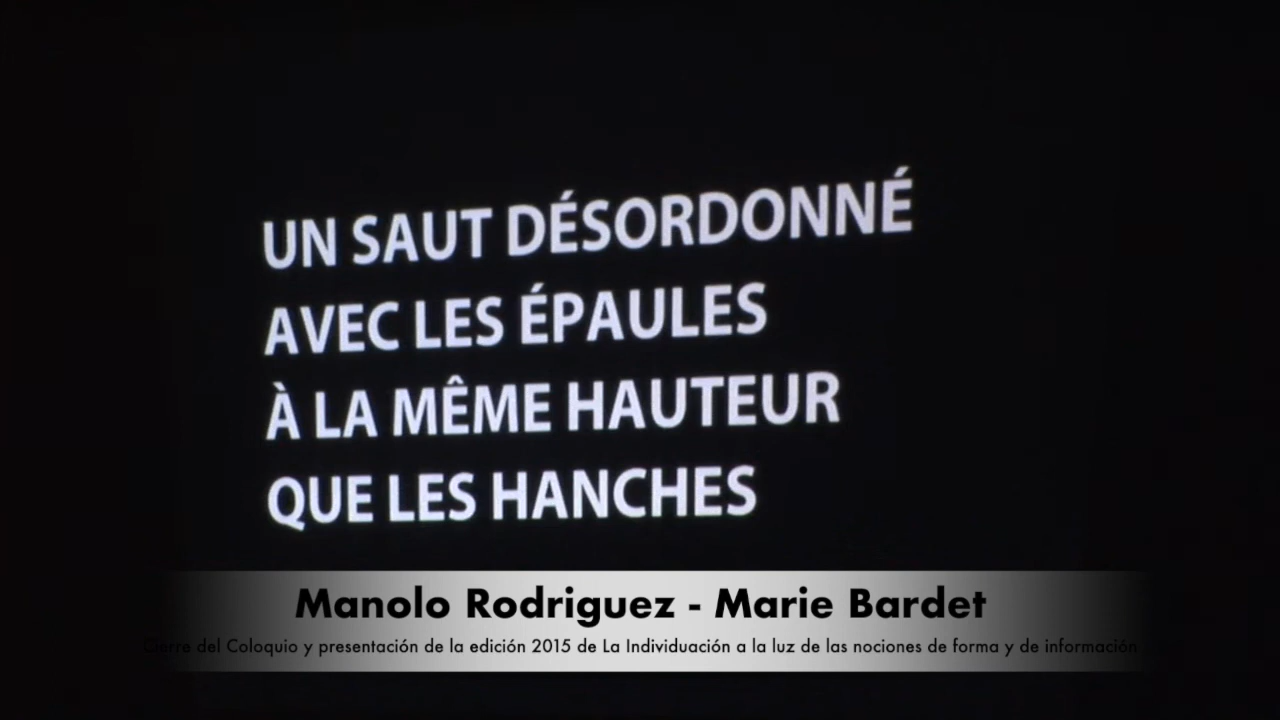 UN SAUT DÉSORDONNÉ
AVEC LES ÉPAULES
À LA MÊME HAUTEUR
QUE LES HANCHES
Manolo Rodriguez - Marie Bardet
Cierre del Coloquio y presentación de la edición 2015 de La Individuación a la luz de las nociones de forma y de información